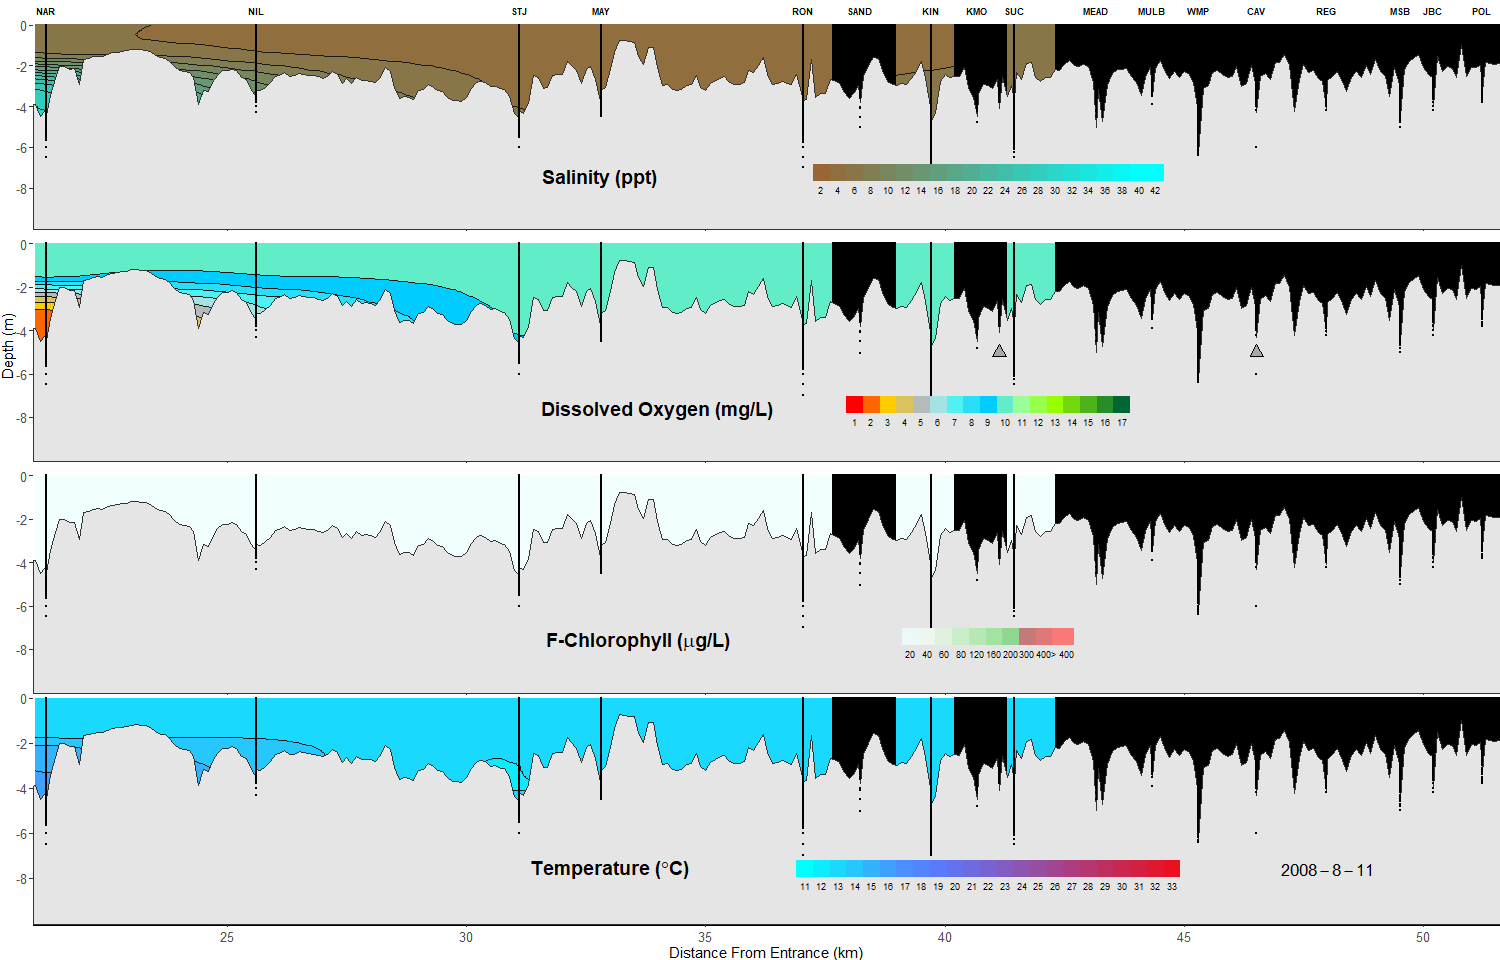 NAR NIL STJ MAY RON SAND KIN KMO SUC MEAD MULB WMP CAV REG MSB JBC POL
0
-2
-4
-6
-8
Salinity (ppt)
2 4 6 8 10 12 14 16 18 20 22 24 26 28 30 32 34 36 38 40 42
0
-2
-4
-6
-8
Depth (m)
Dissolved Oxygen (mg/L)
1 2 3 4 5 6 7 8 9 10 11 12 13 14 15 16 17
0
-2
-4
-6
-8
F-Chlorophyll (μg/L)
20 40 60 80 120 160 200 300 400> 400
0
-2
-4
-6
-8
Temperature (°C)
11 12 13 14 15 16 17 18 19 20 21 22 23 24 25 26 27 28 29 30 31 32 33
2008 – 8 – 11
25 30 35 40 45 50
Distance From Entrance (km)